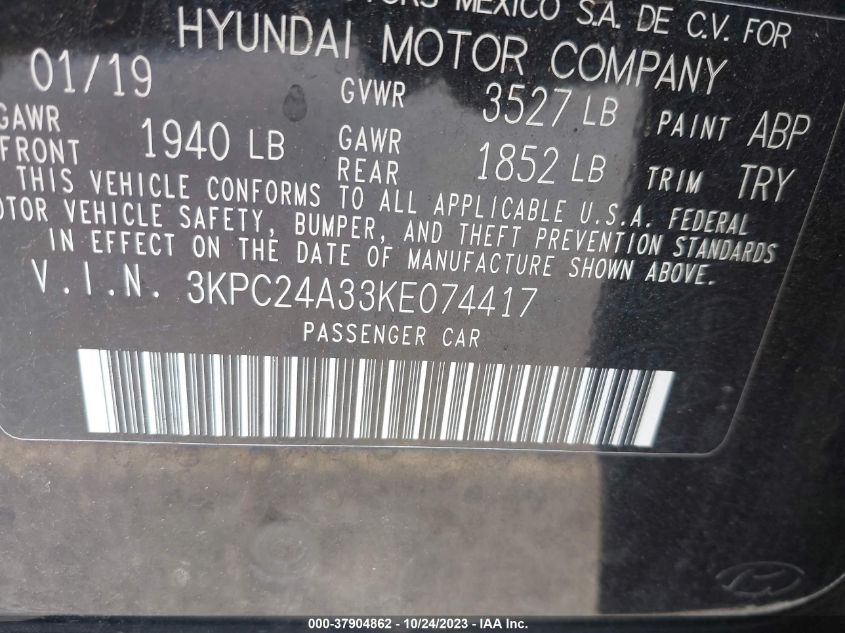 MEXICO S.A. DE C.V. FOR
HYUNDAI MOTOR COMPANY
01/19 GVWR 3527 LB PAINT ABP
GAWR FRONT 1940 LB GAWR REAR 1852 LB TRIM TRY
THIS VEHICLE CONFORMS TO ALL APPLICABLE U.S.A. FEDERAL
OTOR VEHICLE SAFETY, BUMPER, AND THEFT PREVENTION STANDARDS
IN EFFECT ON THE DATE OF MANUFACTURE SHOWN ABOVE.
V.I.N. 3KPC24A33KE074417
PASSENGER CAR
000-37904862 - 10/24/2023 - IAA Inc.